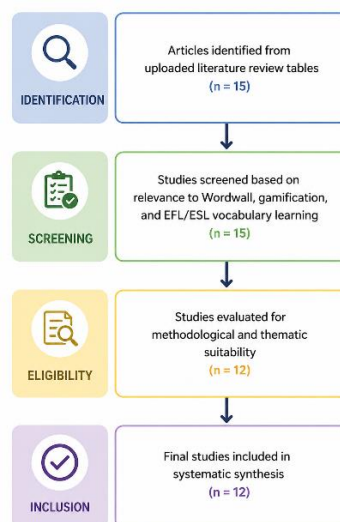 IDENTIFICATION
Articles identified from
uploaded literature review tables
(n = 15)
SCREENING
Studies screened based on
relevance to Wordwall, gamification,
and EFL/ESL vocabulary learning
(n = 15)
ELIGIBILITY
Studies evaluated for
methodological and thematic
suitability
(n = 12)
INCLUSION
Final studies included in
systematic synthesis
(n = 12)